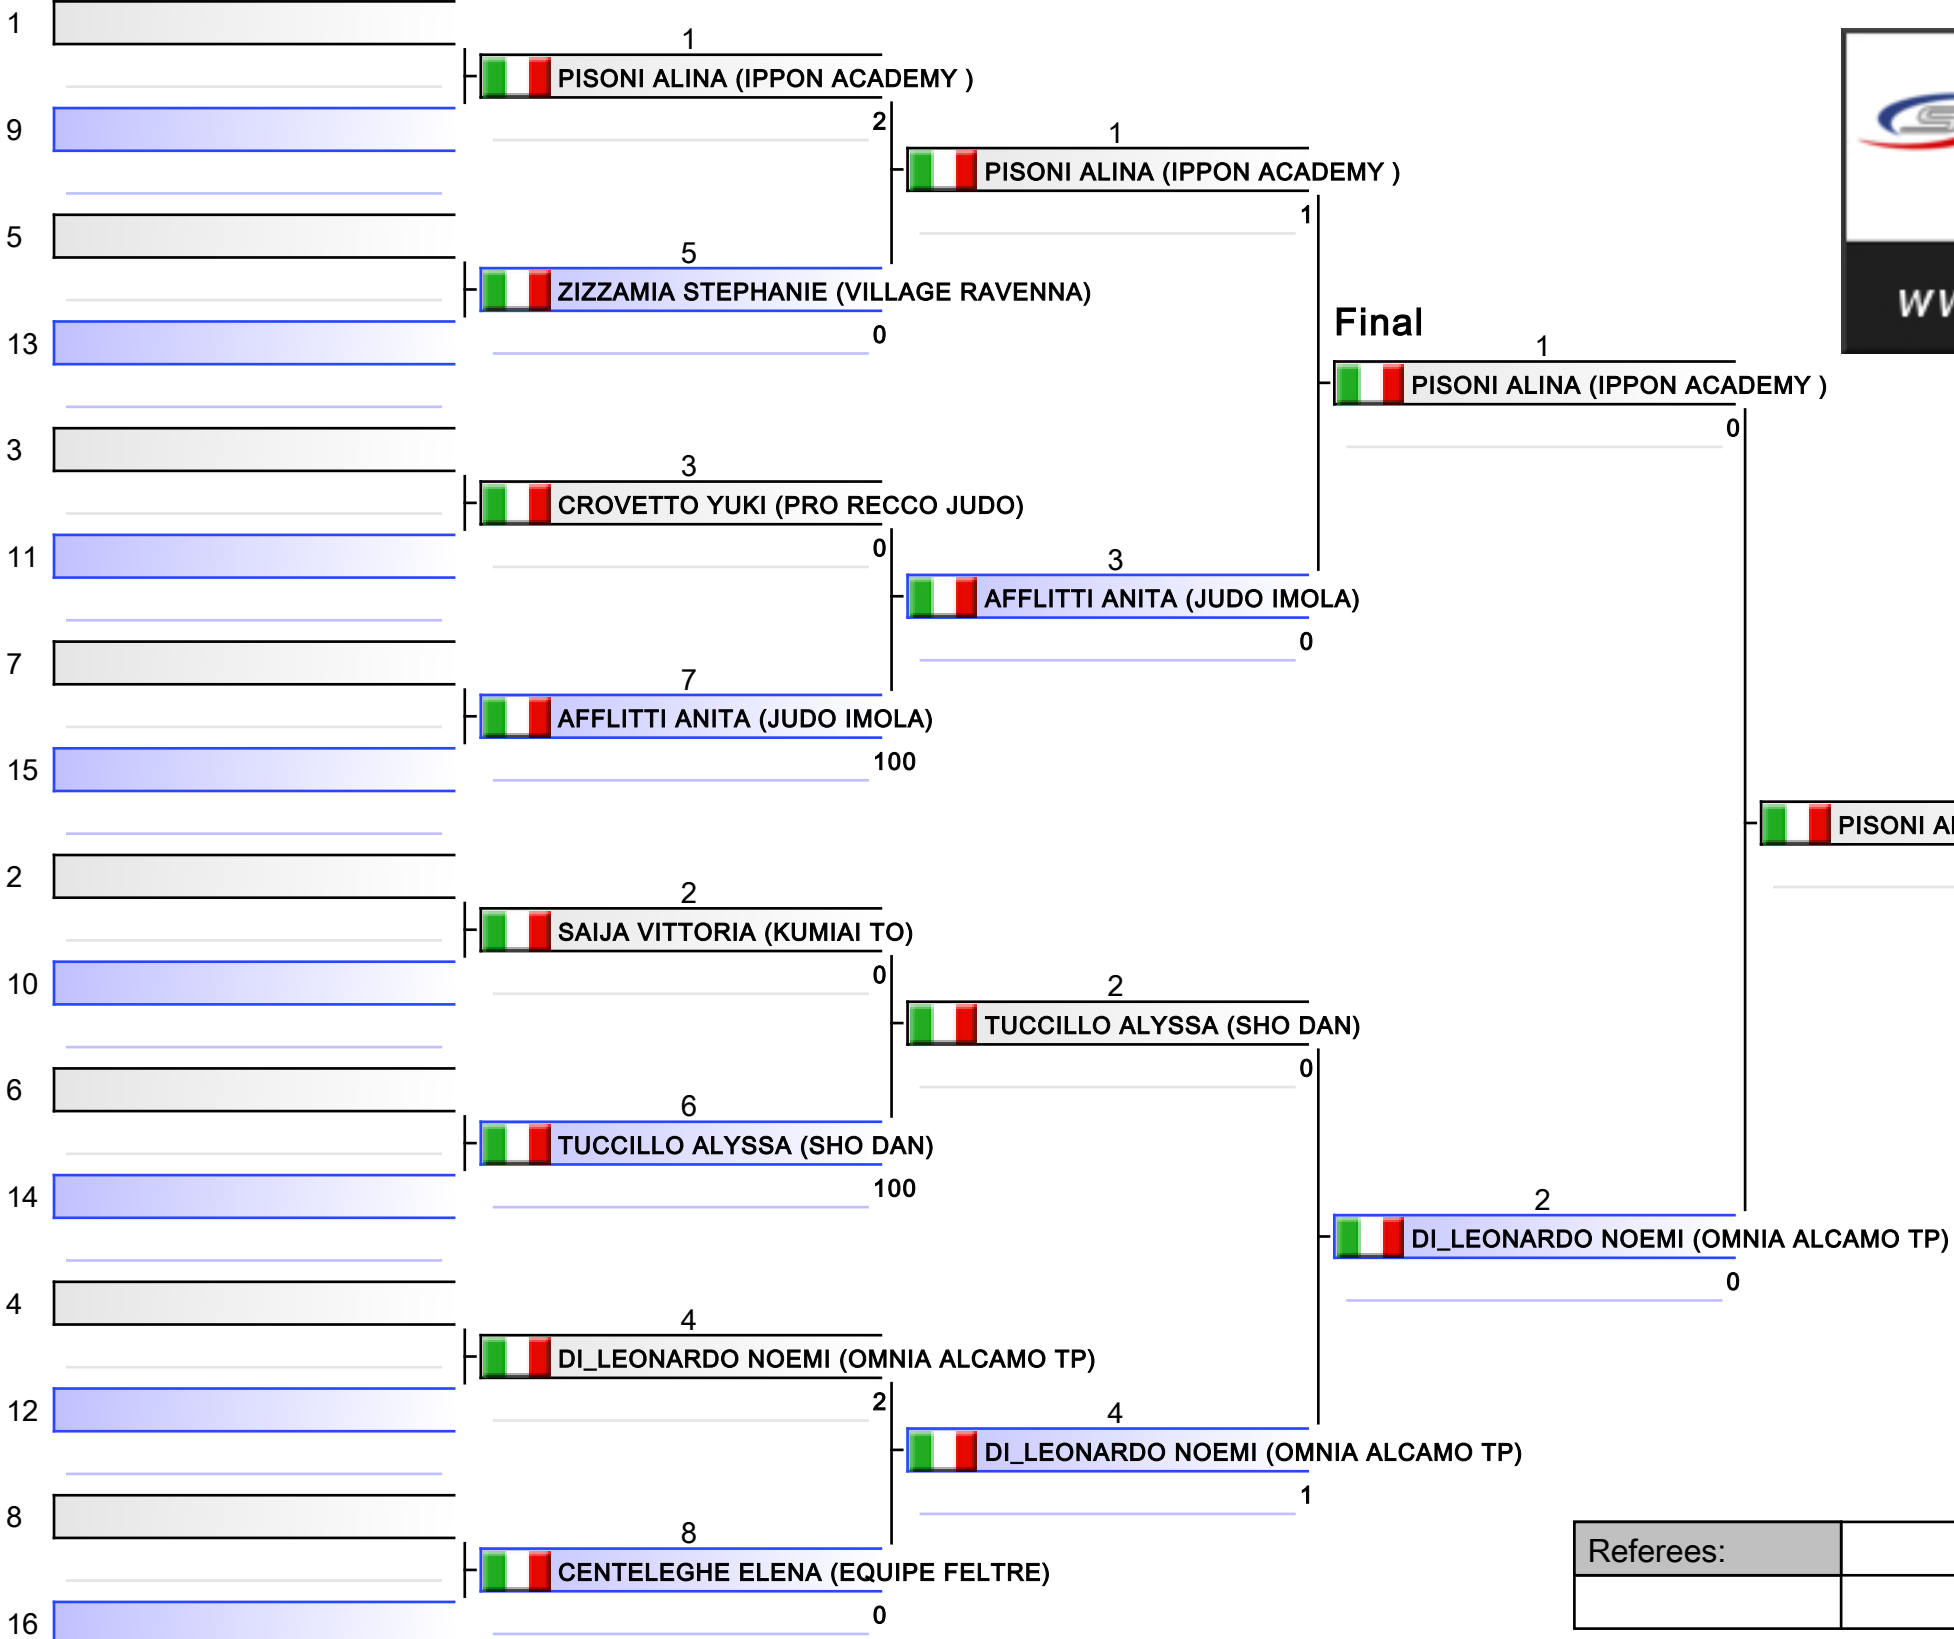 1
1
PISONI ALINA (IPPON ACADEMY )
9
2
1
PISONI ALINA (IPPON ACADEMY )
1
5
5
ZIZZAMIA STEPHANIE (VILLAGE RAVENNA)
0
13
Final
1
PISONI ALINA (IPPON ACADEMY )
0
3
3
CROVETTO YUKI (PRO RECCO JUDO)
0
11
3
AFFLITTI ANITA (JUDO IMOLA)
0
7
7
AFFLITTI ANITA (JUDO IMOLA)
100
15
PISONI
2
2
SAIJA VITTORIA (KUMIAI TO)
0
10
2
TUCCILLO ALYSSA (SHO DAN)
0
6
6
TUCCILLO ALYSSA (SHO DAN)
100
14
2
DI_LEONARDO NOEMI (OMNIA ALCAMO TP)
0
4
4
DI_LEONARDO NOEMI (OMNIA ALCAMO TP)
2
12
4
DI_LEONARDO NOEMI (OMNIA ALCAMO TP)
1
8
8
CENTELEGHE ELENA (EQUIPE FELTRE)
0
16
Referees: